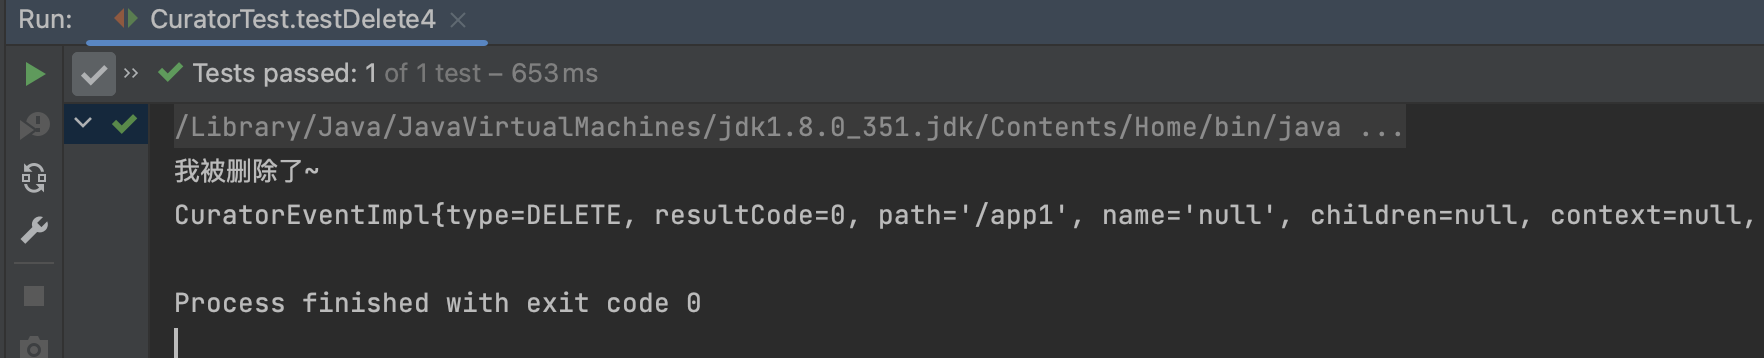 Run: CuratorTest.testDelete4
Tests passed: 1 of 1 test – 653 ms
/Library/Java/JavaVirtualMachines/jdk1.8.0_351.jdk/Contents/Home/bin/java ...
我被删除了~
CuratorEventImpl{type=DELETE, resultCode=0, path='/app1', name='null', children=null, context=null,
Process finished with exit code 0